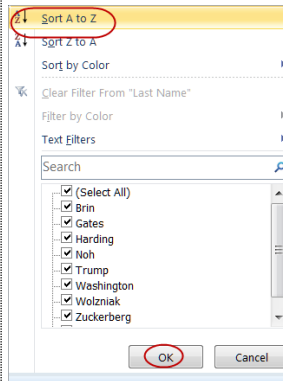 Sort A to Z
Sort Z to A
Sort by Color
Clear Filter From "Last Name"
Filter by Color
Text Filters
Search
(Select All)
Brin
Gates
Harding
Noh
Trump
Washington
Wolzniak
Zuckerberg
OK
Cancel